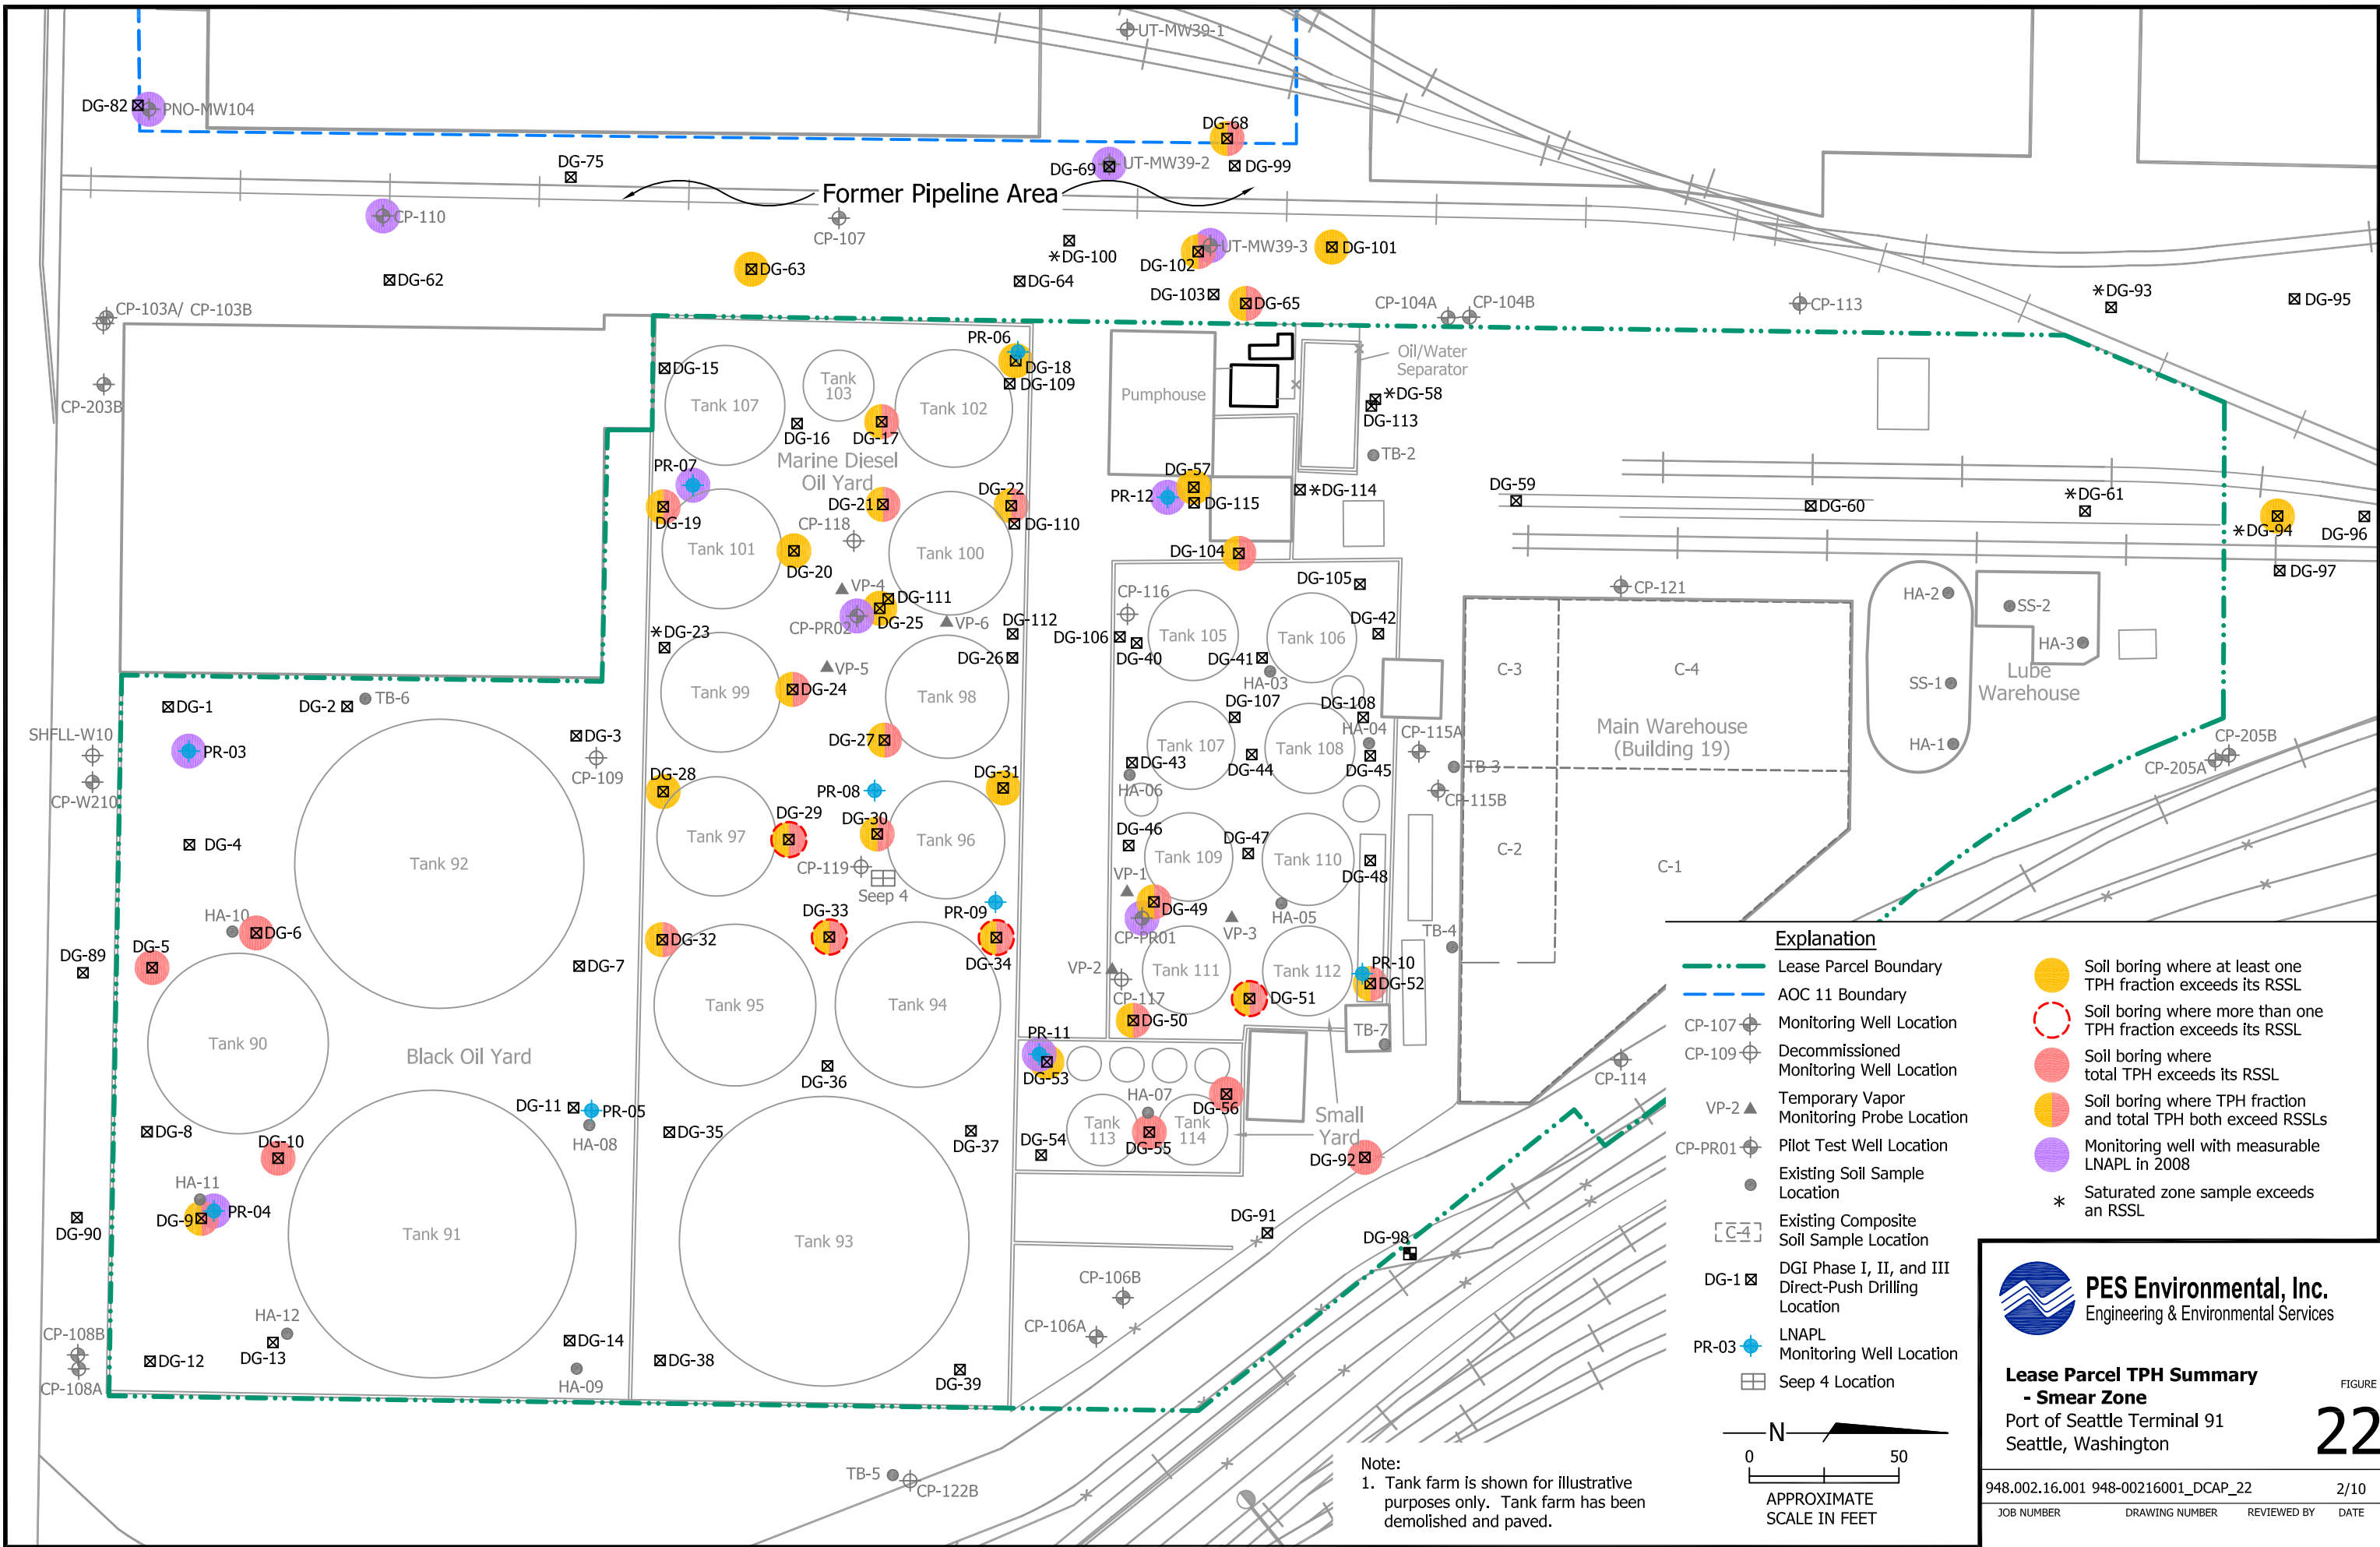 UT-MW39-1
DG-82
PNO-MW104
DG-68
DG-75
DG-69
UT-MW39-2
DG-99
Former Pipeline Area
CP-110
CP-107
*DG-100
UT-MW39-3
DG-102
DG-101
DG-63
DG-62
DG-64
DG-103
DG-65
CP-103A/ CP-103B
CP-104A
CP-104B
CP-113
*DG-93
DG-95
PR-06
DG-18
DG-15
DG-109
Tank
103
Tank 107
Tank 102
Pumphouse
Oil/Water
Separator
*DG-58
DG-113
CP-203B
DG-16
DG-17
TB-2
Marine Diesel
Oil Yard
PR-07
DG-19
DG-21
DG-22
DG-110
DG-57
PR-12
DG-115
*DG-114
DG-59
DG-60
*DG-61
*DG-94
DG-96
CP-118
Tank 101
Tank 100
DG-104
DG-20
DG-97
VP-4
DG-111
CP-PR02
DG-25
VP-6
DG-112
DG-105
CP-116
CP-121
HA-2
SS-2
*DG-23
DG-106
DG-40
Tank 105
Tank 106
DG-42
HA-3
DG-26
DG-41
HA-03
VP-5
C-3
C-4
Lube
Warehouse
SS-1
DG-24
Tank 99
Tank 98
DG-1
DG-2
TB-6
DG-107
DG-108
HA-04
Main Warehouse
(Building 19)
SHFLL-W10
PR-03
DG-3
CP-109
DG-27
Tank 107
Tank 108
CP-115A
HA-1
CP-205B
CP-205A
DG-43
DG-44
DG-45
TB-3
HA-06
CP-W210
DG-28
PR-08
DG-31
CP-115B
DG-29
DG-30
DG-46
DG-47
Tank 97
Tank 96
DG-4
Tank 92
Tank 109
Tank 110
C-2
C-1
CP-119
Seep 4
DG-48
VP-1
HA-10
DG-6
DG-33
PR-09
DG-49
HA-05
DG-5
DG-32
DG-34
CP-PR01
VP-3
TB-4
DG-89
DG-7
VP-2
CP-117
Tank 111
Tank 112
PR-10
DG-52
DG-51
Tank 95
Tank 94
DG-50
TB-7
Tank 90
Black Oil Yard
PR-11
DG-53
DG-36
CP-114
DG-11
PR-05
HA-08
HA-07
DG-56
Small
Yard
DG-8
DG-10
DG-35
DG-37
DG-54
Tank
113
DG-55
Tank
114
DG-92
HA-11
DG-9
PR-04
DG-90
Tank 91
Tank 93
DG-91
DG-98
CP-106B
CP-106A
HA-12
DG-13
DG-14
CP-108B
CP-108A
DG-12
HA-09
DG-38
DG-39
TB-5
CP-122B
Explanation
Lease Parcel Boundary
AOC 11 Boundary
CP-107
Monitoring Well Location
CP-109
Decommissioned
Monitoring Well Location
VP-2
Temporary Vapor
Monitoring Probe Location
CP-PR01
Pilot Test Well Location
Existing Soil Sample
Location
C-4
Existing Composite
Soil Sample Location
DG-1
DGI Phase I, II, and III
Direct-Push Drilling
Location
PR-03
LNAPL
Monitoring Well Location
Seep 4 Location
Soil boring where at least one
TPH fraction exceeds its RSSL
Soil boring where more than one
TPH fraction exceeds its RSSL
Soil boring where
total TPH exceeds its RSSL
Soil boring where TPH fraction
and total TPH both exceed RSSLs
Monitoring well with measurable
LNAPL in 2008
* Saturated zone sample exceeds
an RSSL
N
0 50
APPROXIMATE
SCALE IN FEET
Note:
1. Tank farm is shown for illustrative
purposes only. Tank farm has been
demolished and paved.
PES Environmental, Inc.
Engineering & Environmental Services
Lease Parcel TPH Summary
- Smear Zone
Port of Seattle Terminal 91
Seattle, Washington
FIGURE
22
948.002.16.001 948-00216001_DCAP_22 2/10
JOB NUMBER DRAWING NUMBER REVIEWED BY DATE